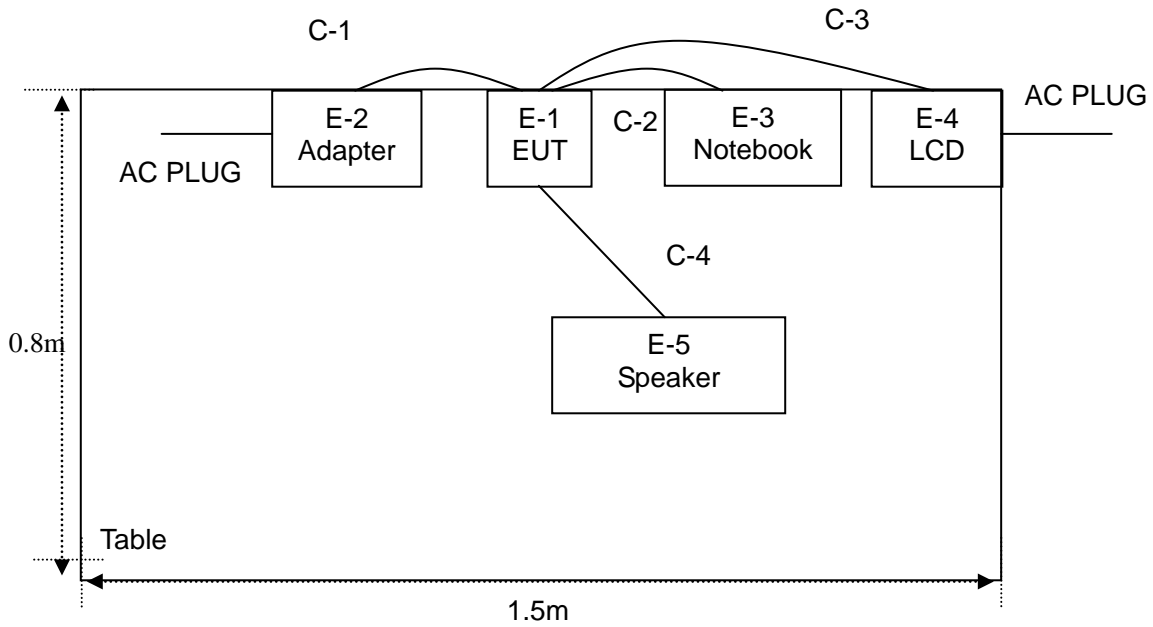 C-1
C-3
AC PLUG
E-2
Adapter
E-1
EUT
C-2
E-3
Notebook
E-4
LCD
AC PLUG
C-4
0.8m
E-5
Speaker
Table
1.5m